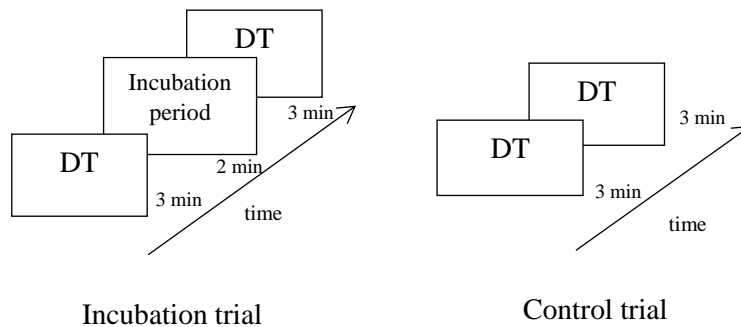 DT
Incubation
period
3 min
DT
2 min
3 min
time
Incubation trial
DT
3 min
DT
3 min
time
Control trial